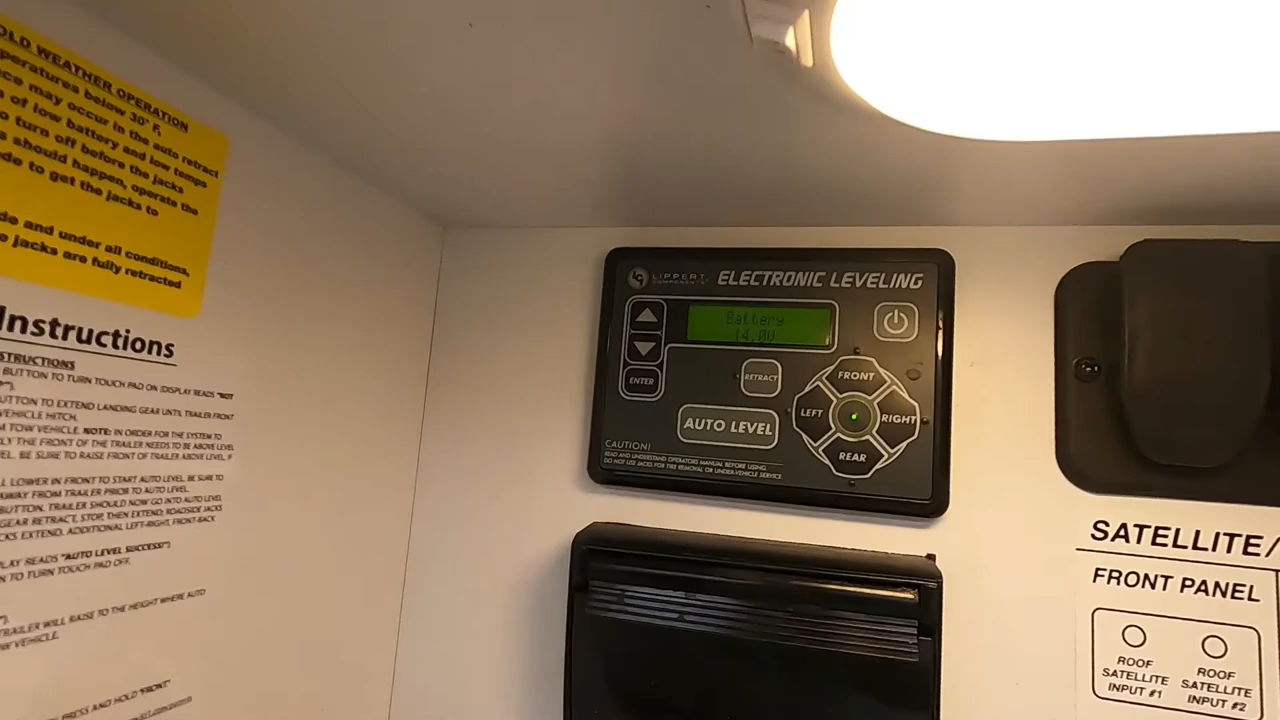 OLD WEATHER OPERATION
peratures below 30° F,
ce may occur in the auto retract
of low battery and low temps
o turn off before the jacks
s should happen, operate the
de to get the jacks to
de and under all conditions,
e jacks are fully retracted
Instructions
STRUCTIONS
BUTTON TO TURN TOUCH PAD ON (DISPLAY READS "NOT
UTTON TO EXTEND LANDING GEAR UNTIL TRAILER FRONT
VEHICLE HITCH.
M TOW VEHICLE. NOTE: IN ORDER FOR THE SYSTEM TO
LY THE FRONT OF THE TRAILER NEEDS TO BE ABOVE LEVEL
EL. BE SURE TO RAISE FRONT OF TRAILER ABOVE LEVEL, IF
LL LOWER IN FRONT TO START AUTO LEVEL. BE SURE TO
AWAY FROM TRAILER PRIOR TO AUTO LEVEL.
BUTTON. TRAILER SHOULD NOW GO INTO AUTO LEVEL
GEAR RETRACT, STOP, THEN EXTEND; ROADSIDE JACKS
CKS EXTEND. ADDITIONAL LEFT-RIGHT, FRONT-BACK
PLAY READS "AUTO LEVEL SUCCESS!")
N TO TURN TOUCH PAD OFF.
TRAILER WILL RAISE TO THE HEIGHT WHERE AUTO
OW VEHICLE.
PRESS AND HOLD "FRONT"
LIPPERT COMPONENTS
ELECTRONIC LEVELING
Battery
14.0V
ENTER
RETRACT
AUTO LEVEL
FRONT
LEFT
RIGHT
REAR
CAUTION!
READ AND UNDERSTAND OPERATORS MANUAL BEFORE USING.
DO NOT USE JACKS FOR TIRE REMOVAL OR UNDER-VEHICLE SERVICE.
SATELLITE/
FRONT PANEL
ROOF
SATELLITE
INPUT #1
ROOF
SATELLITE
INPUT #2